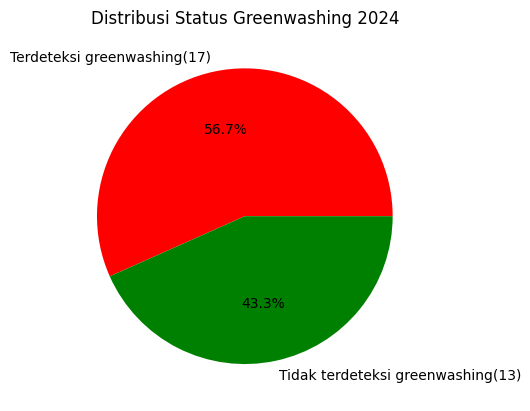 Distribusi Status Greenwashing 2024
Terdeteksi greenwashing(17)
56.7%
43.3%
Tidak terdeteksi greenwashing(13)